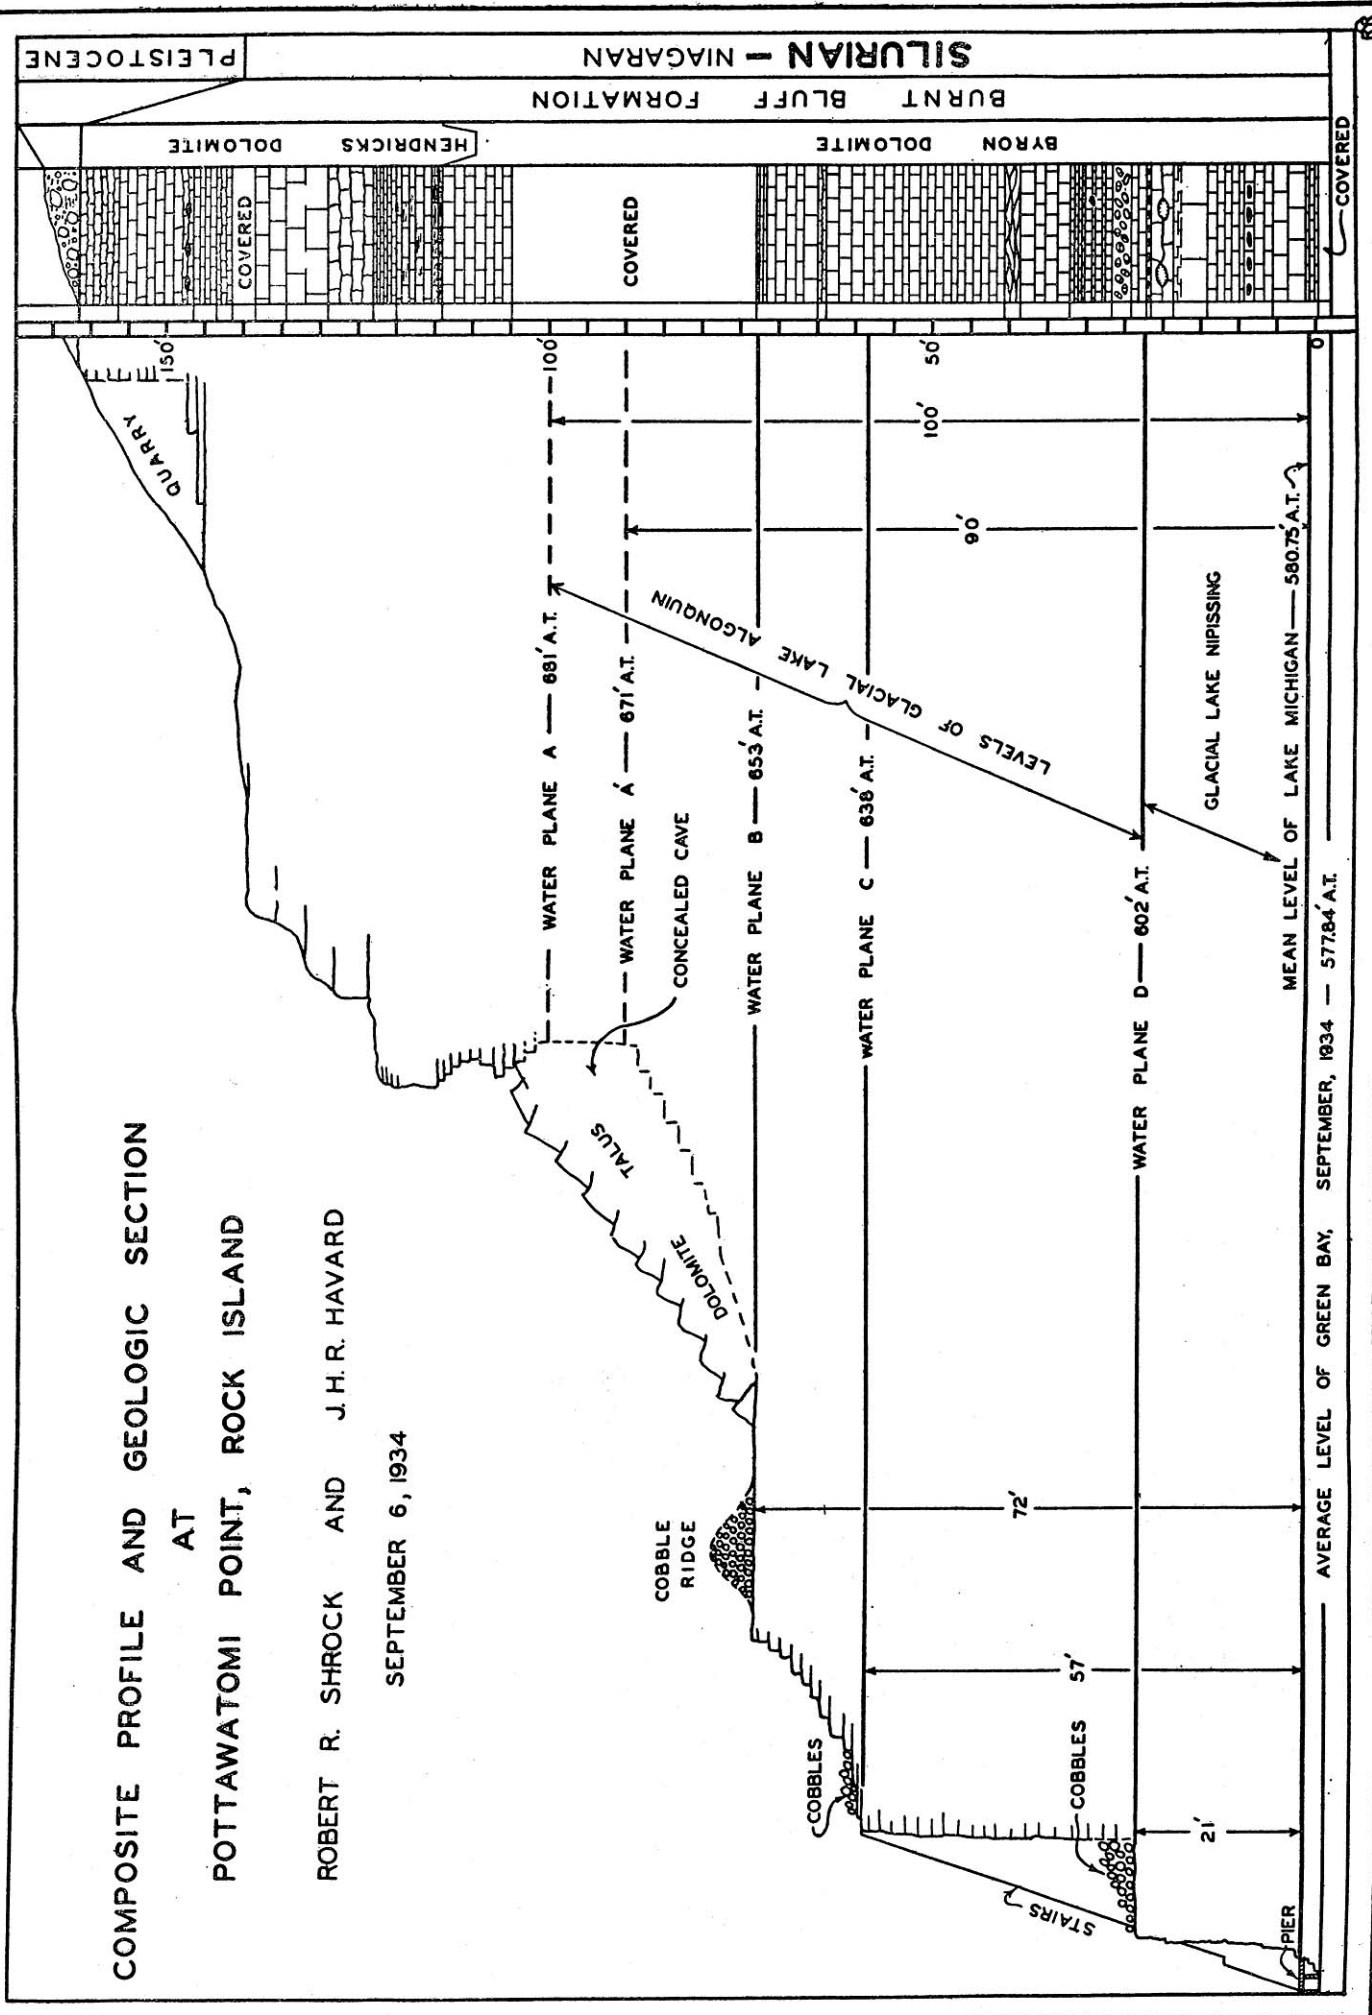 COMPOSITE PROFILE AND GEOLOGIC SECTION
AT
POTTAWATOMI POINT, ROCK ISLAND
ROBERT R. SHROCK AND J.H.R. HAVARD
SEPTEMBER 6, 1934
QUARRY
WATER PLANE A — 681' A.T. 100'
WATER PLANE A' — 671' A.T.
CONCEALED CAVE
TALUS
DOLOMITE
WATER PLANE B — 653' A.T.
COBBLE
RIDGE
LEVELS OF GLACIAL LAKE ALGONQUIN
WATER PLANE C — 638' A.T.
COBBLES
72'
57'
90'
100'
COBBLES
STAIRS
21'
WATER PLANE D — 602' A.T.
GLACIAL LAKE NIPISSING
PIER
MEAN LEVEL OF LAKE MICHIGAN — 580.75' A.T.
AVERAGE LEVEL OF GREEN BAY, SEPTEMBER, 1934 — 577.84' A.T.
150'
50'
0
COVERED
COVERED
COVERED
HENDRICKS DOLOMITE
BYRON DOLOMITE
BURNT BLUFF FORMATION
PLEISTOCENE
SILURIAN — NIAGARAN